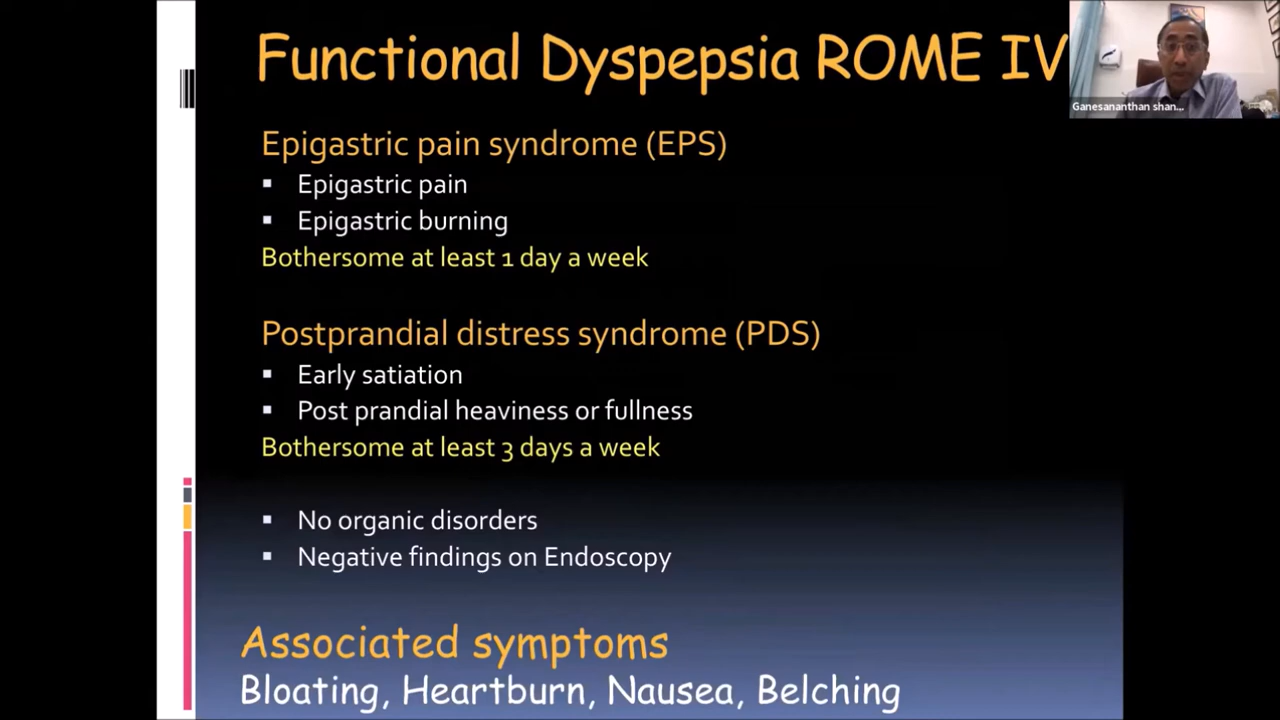 Functional Dyspepsia ROME IV
Ganesananthan shan...
Epigastric pain syndrome (EPS)
▪ Epigastric pain
▪ Epigastric burning
Bothersome at least 1 day a week
Postprandial distress syndrome (PDS)
▪ Early satiation
▪ Post prandial heaviness or fullness
Bothersome at least 3 days a week
▪ No organic disorders
▪ Negative findings on Endoscopy
Associated symptoms
Bloating, Heartburn, Nausea, Belching